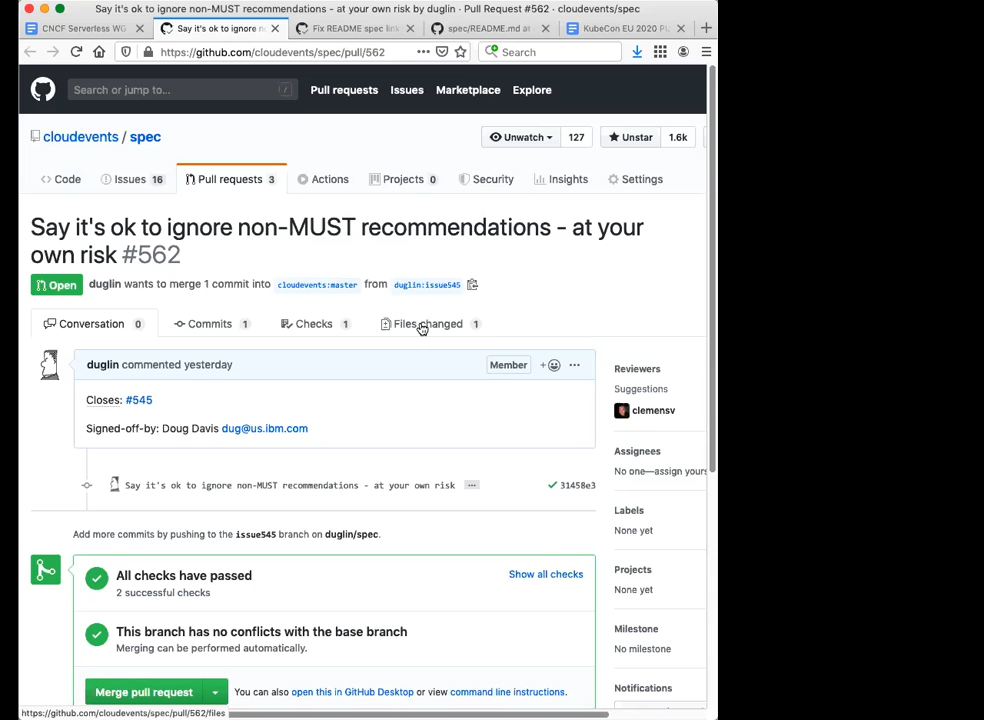 Say it's ok to ignore non-MUST recommendations - at your own risk by duglin · Pull Request #562 · cloudevents/spec
CNCF Serverless WG
Say it's ok to ignore n
Fix README spec link
spec/README.md at
KubeCon EU 2020
https://github.com/cloudevents/spec/pull/562
Search
Search or jump to...
/
Pull requests
Issues
Marketplace
Explore
cloudevents / spec
Unwatch
127
Unstar
1.6k
Code
Issues 16
Pull requests 3
Actions
Projects 0
Security
Insights
Settings
Say it's ok to ignore non-MUST recommendations - at your
own risk #562
Open
duglin wants to merge 1 commit into cloudevents:master from duglin:issue545
Conversation 0
Commits 1
Checks 1
Files changed 1
duglin commented yesterday
Member
Closes: #545
Signed-off-by: Doug Davis dug@us.ibm.com
Say it's ok to ignore non-MUST recommendations - at your own risk
31458e3
Add more commits by pushing to the issue545 branch on duglin/spec.
All checks have passed
2 successful checks
Show all checks
This branch has no conflicts with the base branch
Merging can be performed automatically.
Merge pull request
You can also open this in GitHub Desktop or view command line instructions.
Reviewers
Suggestions
clemensv
Assignees
No one—assign yours
Labels
None yet
Projects
None yet
Milestone
No milestone
Notifications
https://github.com/cloudevents/spec/pull/562/files